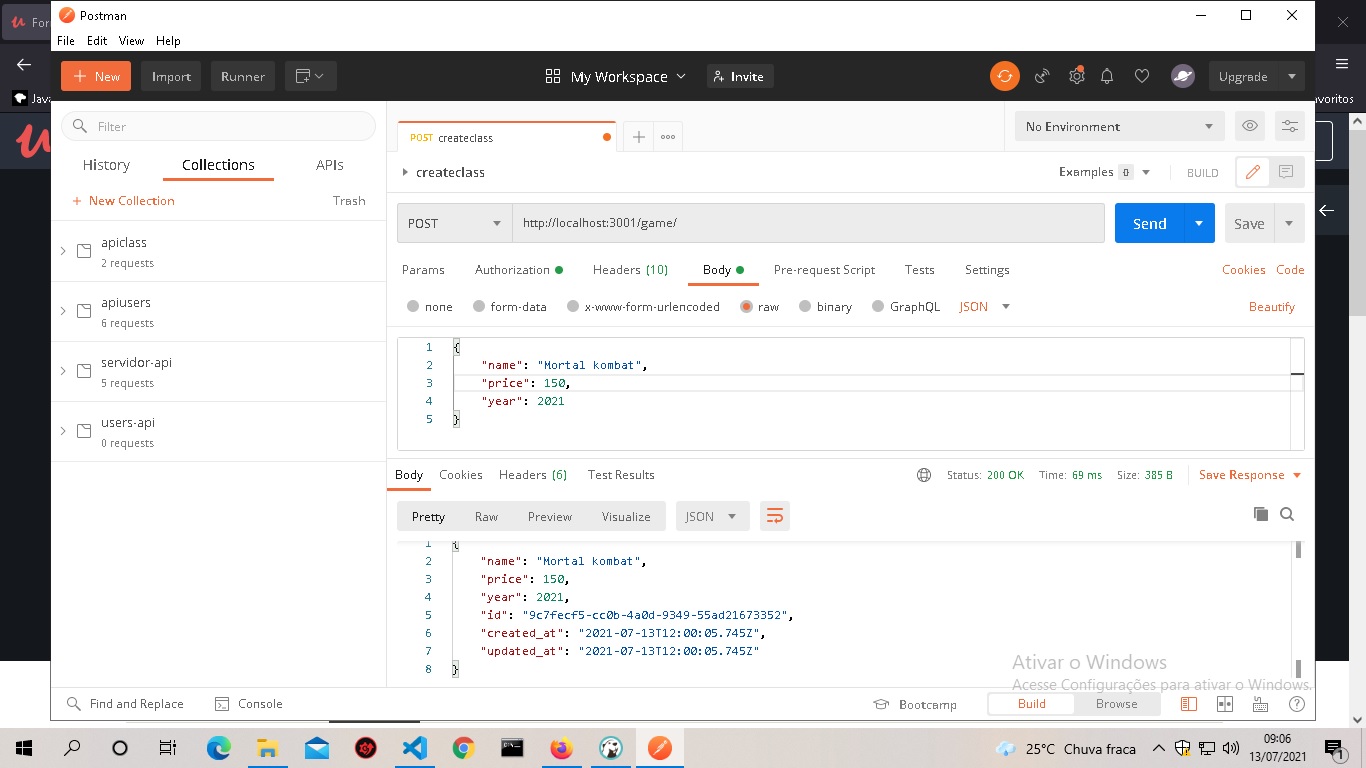 For
Postman
File Edit View Help
New Import Runner My Workspace Invite Upgrade
Java
avoritos
Filter
POST createclass
No Environment
History Collections APIs
createclass
Examples 0 BUILD
New Collection Trash
POST http://localhost:3001/game/ Send Save
apiclass
2 requests
Params Authorization Headers (10) Body Pre-request Script Tests Settings Cookies Code
apiusers
6 requests
none form-data x-www-form-urlencoded raw binary GraphQL JSON Beautify
servidor-api
5 requests
users-api
0 requests
1 {
2 "name": "Mortal kombat",
3 "price": 150,
4 "year": 2021
5 }
Body Cookies Headers (6) Test Results Status: 200 OK Time: 69 ms Size: 385 B Save Response
Pretty Raw Preview Visualize JSON
1 {
2 "name": "Mortal kombat",
3 "price": 150,
4 "year": 2021,
5 "id": "9c7fecf5-cc0b-4a0d-9349-55ad21673352",
6 "created_at": "2021-07-13T12:00:05.745Z",
7 "updated_at": "2021-07-13T12:00:05.745Z"
8 }
Ativar o Windows
Acesse Configurações para ativar o Windows.
Find and Replace Console Bootcamp Build Browse
25°C Chuva fraca
09:06
13/07/2021
1